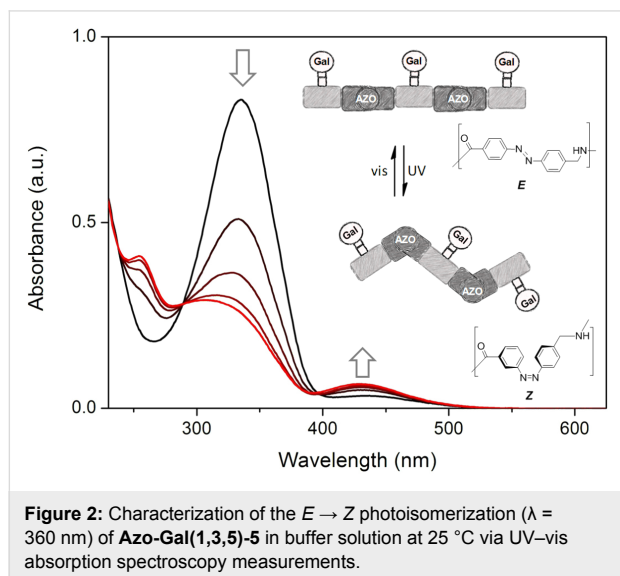 1.0
0.5
0.0
Absorbance (a.u.)
300
400
500
600
Wavelength (nm)
Gal
Gal
Gal
AZO
AZO
vis
UV
O
N
N
HN
E
Gal
AZO
Gal
AZO
Gal
O
N=N
NH
Z
Figure 2: Characterization of the E → Z photoisomerization (λ =
360 nm) of Azo-Gal(1,3,5)-5 in buffer solution at 25 °C via UV–vis
absorption spectroscopy measurements.